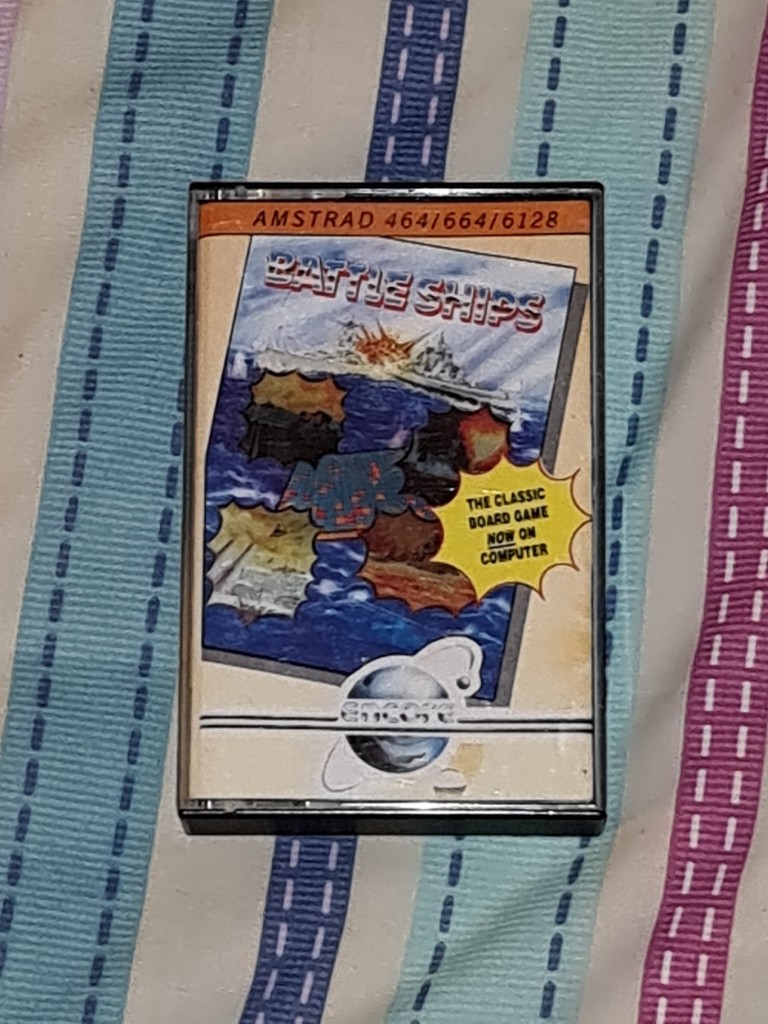 AMSTRAD 464/664/6128
BATTLE SHIPS
THE CLASSIC
BOARD GAME
NOW ON
COMPUTER
encore